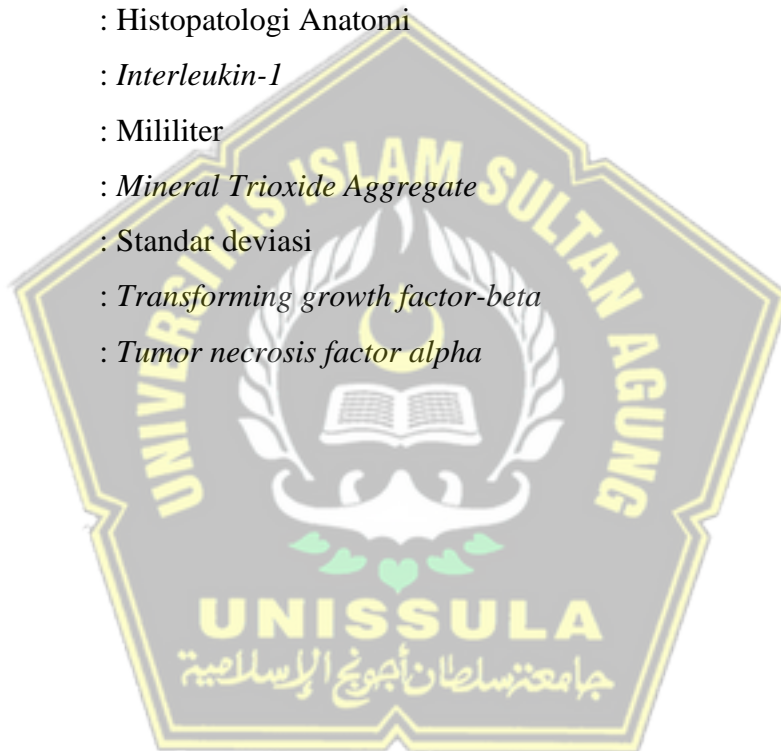 : Histopatologi Anatomi
: Interleukin-1
: Mililiter
: Mineral Trioxide Aggregate
: Standar deviasi
: Transforming growth factor-beta
: Tumor necrosis factor alpha
UNIVERSITAS ISLAM SULTAN AGUNG
UNISSULA
جامعة سلطان أجونج الإسلامية